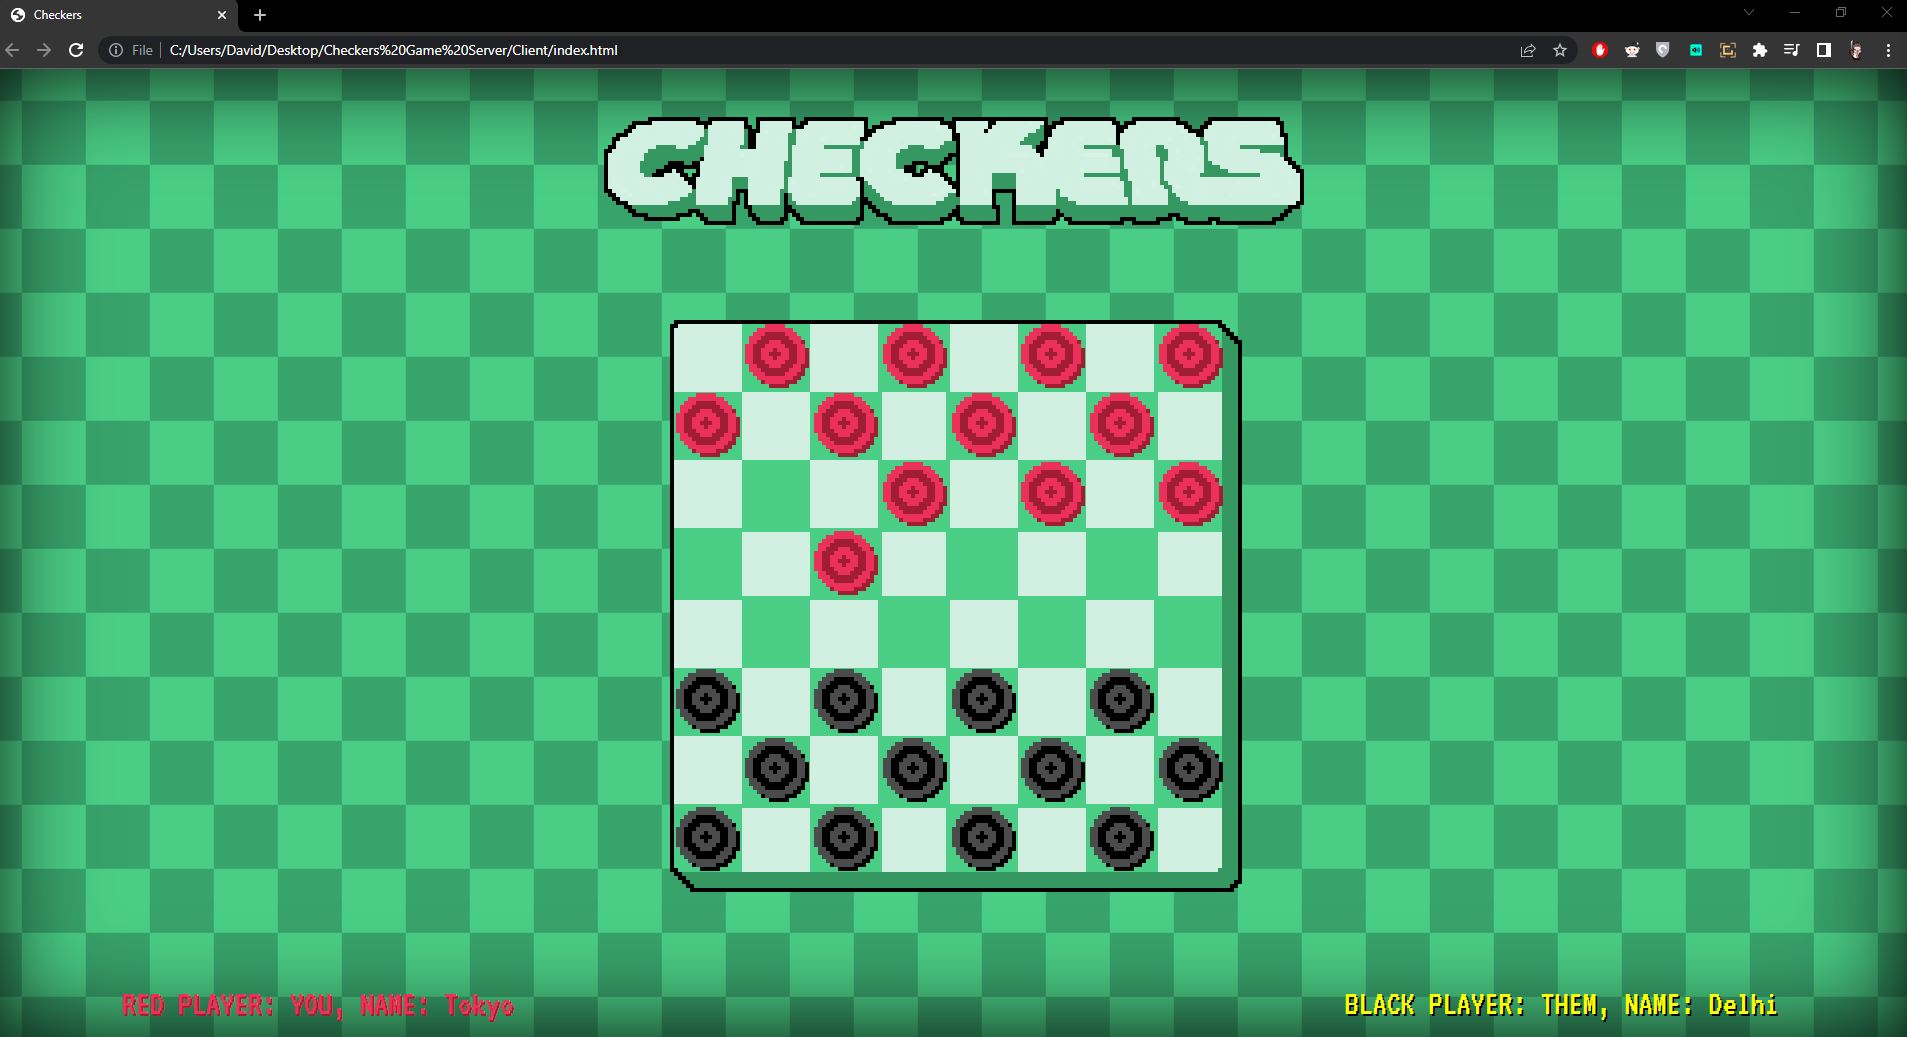 Checkers
File
C:/Users/David/Desktop/Checkers%20Game%20Server/Client/index.html
CHECKERS
RED PLAYER: YOU, NAME: Tokyo
BLACK PLAYER: THEM, NAME: Delhi